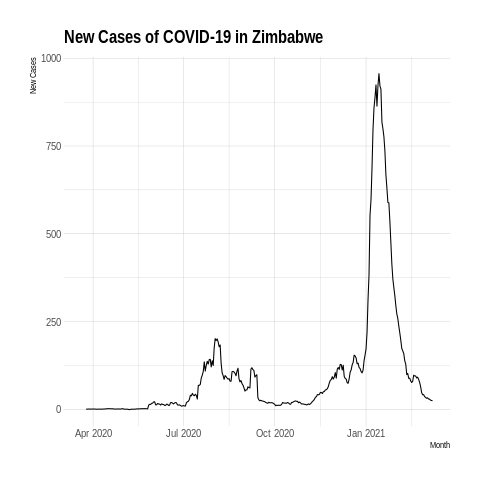 New Cases of COVID-19 in Zimbabwe
New Cases
1000
750
500
250
0
Apr 2020 Jul 2020 Oct 2020 Jan 2021
Month